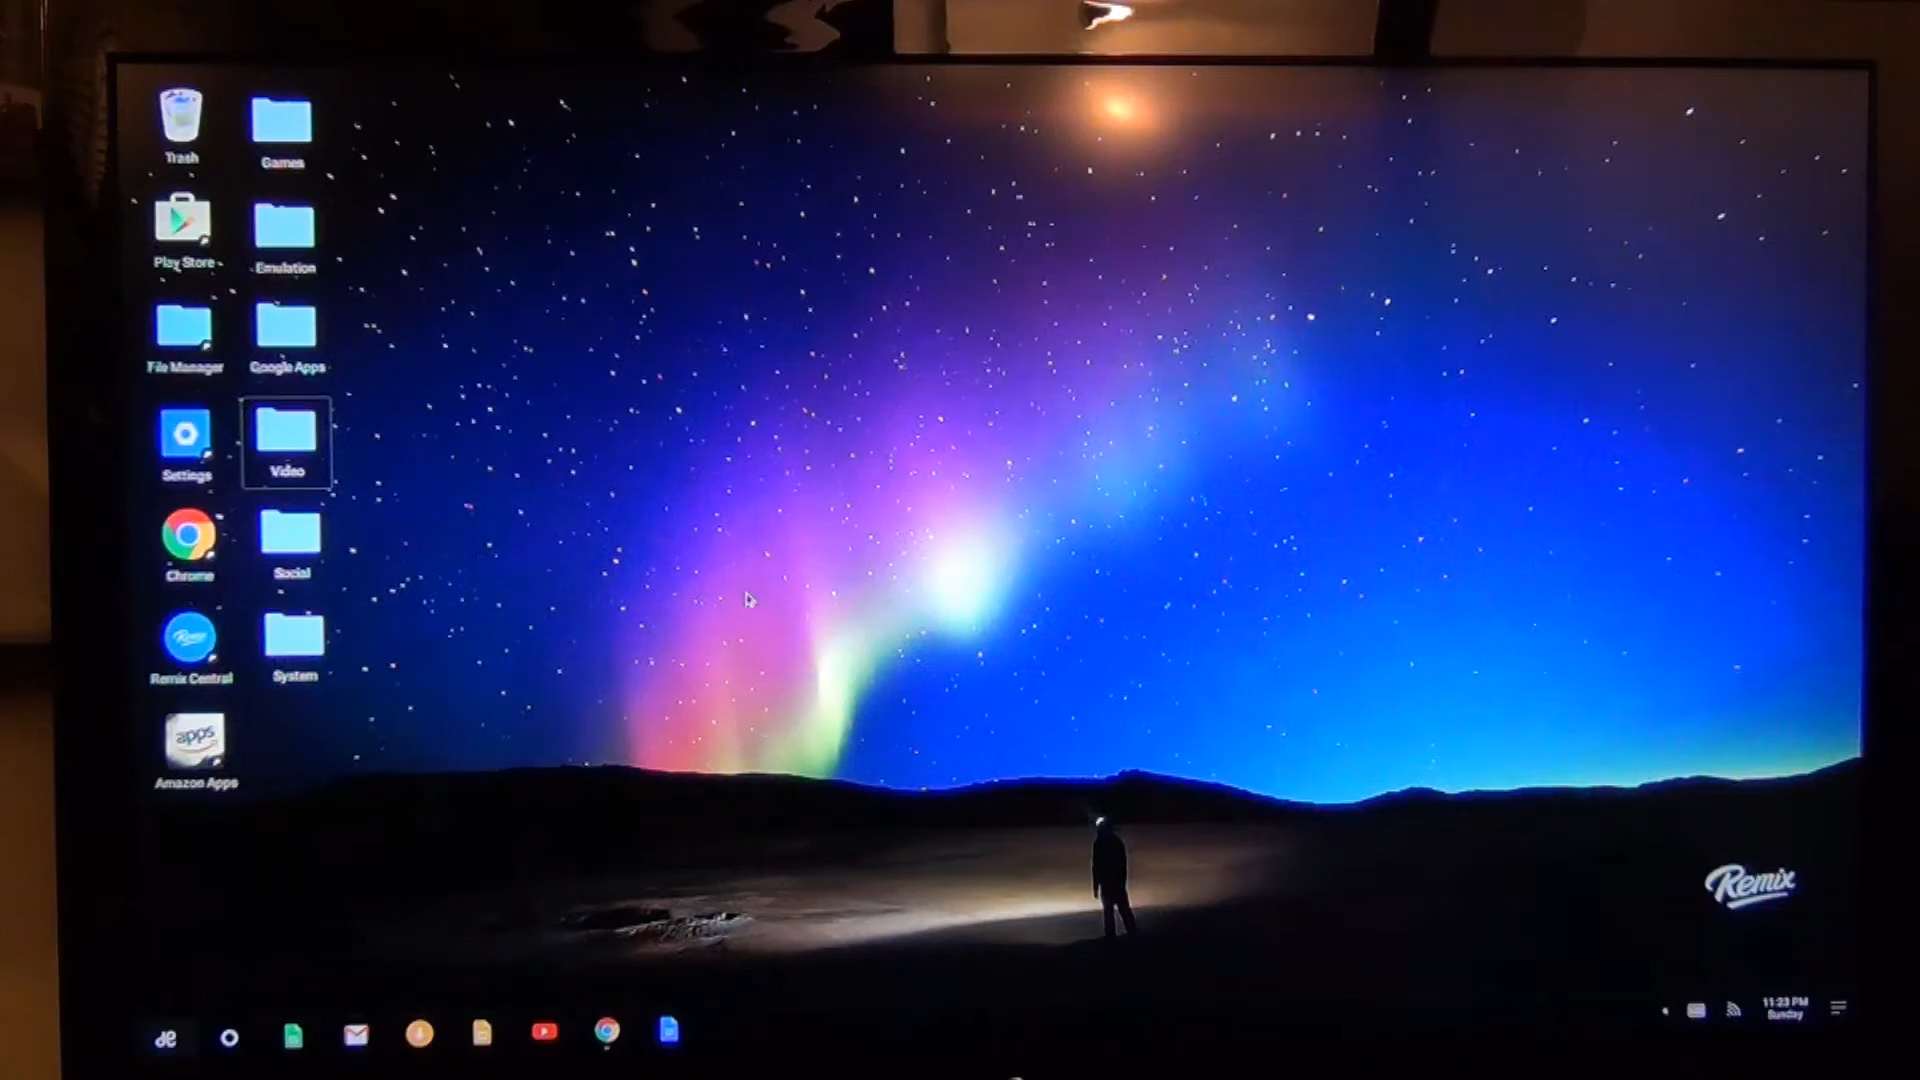 Trash
Games
Play Store
Emulation
File Manager
Google Apps
Settings
Video
Chrome
Social
Remix
Remix Central
System
apps
Amazon Apps
Remix
11:23 PM
Sunday